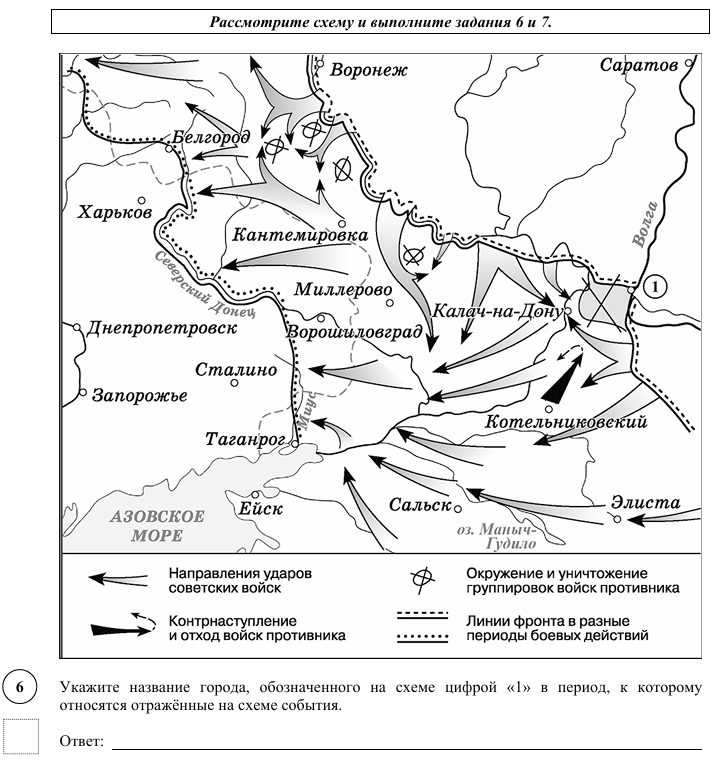 Рассмотрите схему и выполните задания 6 и 7.
Воронеж
Саратов
Белгород
Харьков
Кантемировка
Волга
Северский Донец
Миллерово
1
Калач-на-Дону
Днепропетровск
Ворошиловград
Сталино
Запорожье
Миус
Котельниковский
Таганрог
Ейск
Сальск
Элиста
АЗОВСКОЕ
МОРЕ
оз. Маныч-
Гудило
Направления ударов
советских войск
Окружение и уничтожение
группировок войск противника
Контрнаступление
и отход войск противника
Линии фронта в разные
периоды боевых действий
6
Укажите название города, обозначенного на схеме цифрой «1» в период, к которому
относятся отражённые на схеме события.
Ответ: